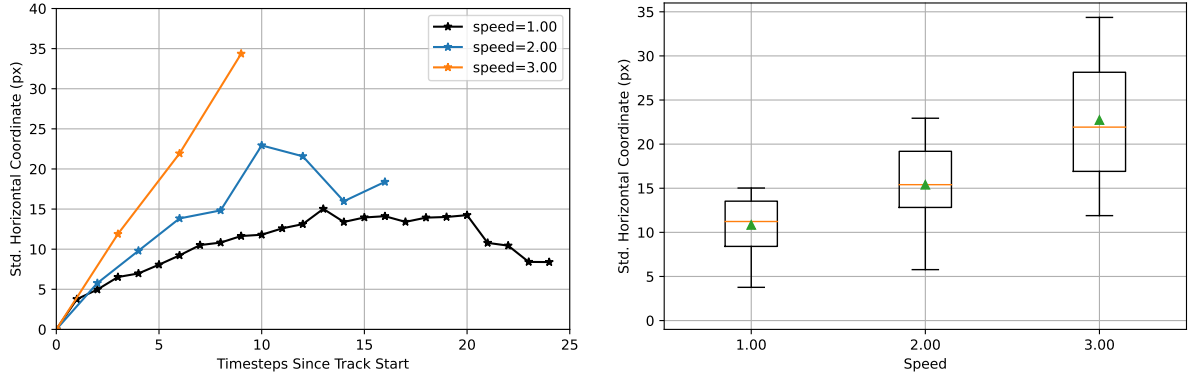 40
35
30
25
20
15
10
5
0
Std. Horizontal Coordinate (px)
speed=1.00
speed=2.00
speed=3.00
0 5 10 15 20 25
Timesteps Since Track Start
35
30
25
20
15
10
5
0
Std. Horizontal Coordinate (px)
1.00 2.00 3.00
Speed